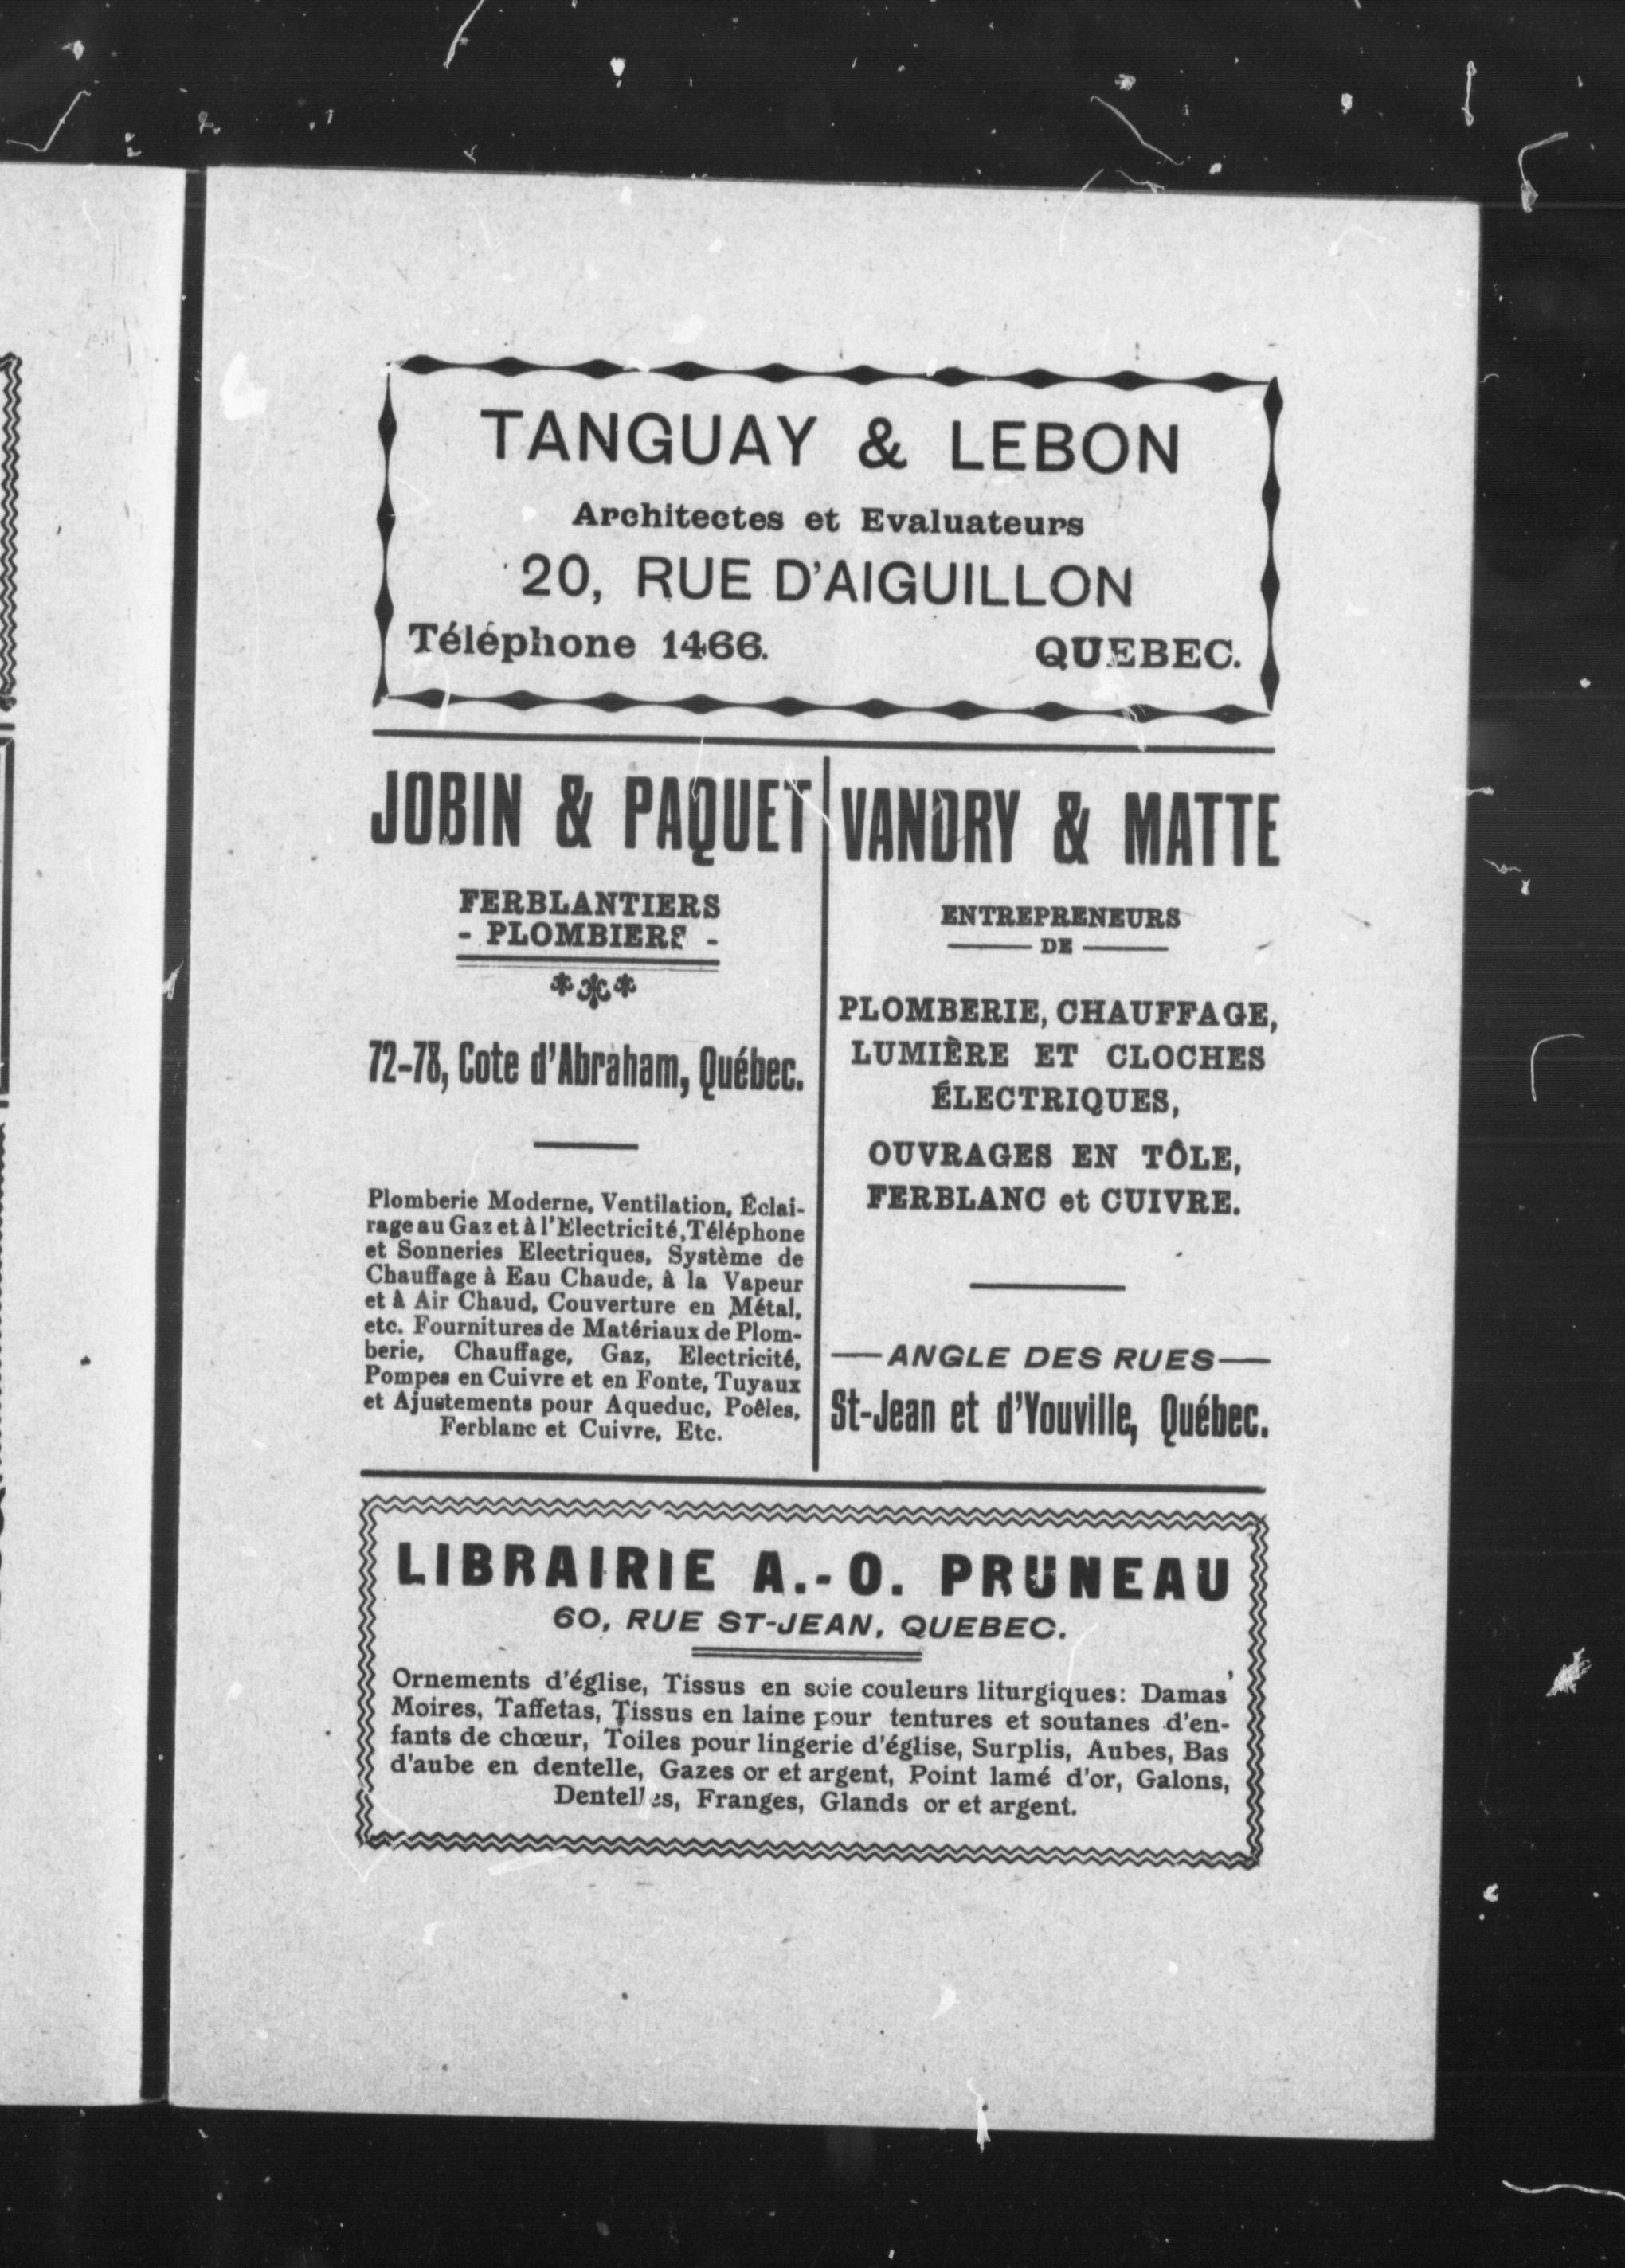 TANGUAY & LEBON
Architectes et Evaluateurs
20, RUE D'AIGUILLON
Téléphone 1466. QUEBEC.
JOBIN & PAQUET
FERBLANTIERS
- PLOMBIERS -
72-78, Cote d'Abraham, Québec.
Plomberie Moderne, Ventilation, Éclai-
rage au Gaz et à l'Electricité, Téléphone
et Sonneries Electriques, Système de
Chauffage à Eau Chaude, à la Vapeur
et à Air Chaud, Couverture en Métal,
etc. Fournitures de Matériaux de Plom-
berie, Chauffage, Gaz, Electricité,
Pompes en Cuivre et en Fonte, Tuyaux
et Ajustements pour Aqueduc, Poêles,
Ferblanc et Cuivre, Etc.
VANDRY & MATTE
ENTREPRENEURS
DE
PLOMBERIE, CHAUFFAGE,
LUMIÈRE ET CLOCHES
ÉLECTRIQUES,
OUVRAGES EN TÔLE,
FERBLANC et CUIVRE.
—ANGLE DES RUES—
St-Jean et d'Youville, Québec.
LIBRAIRIE A.-O. PRUNEAU
60, RUE ST-JEAN, QUEBEC.
Ornements d'église, Tissus en soie couleurs liturgiques: Damas'
Moires, Taffetas, Tissus en laine pour tentures et soutanes d'en-
fants de chœur, Toiles pour lingerie d'église, Surplis, Aubes, Bas
d'aube en dentelle, Gazes or et argent, Point lamé d'or, Galons,
Dentelles, Franges, Glands or et argent.